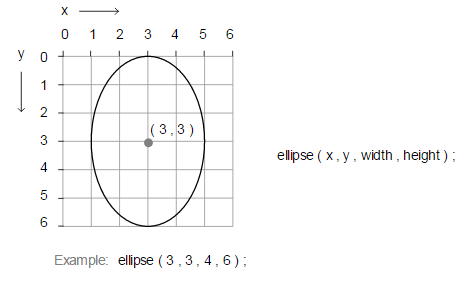 x
0 1 2 3 4 5 6
y
0
1
2
( 3 , 3 )
3
ellipse ( x , y , width , height ) ;
4
5
6
Example: ellipse ( 3 , 3 , 4 , 6 ) ;